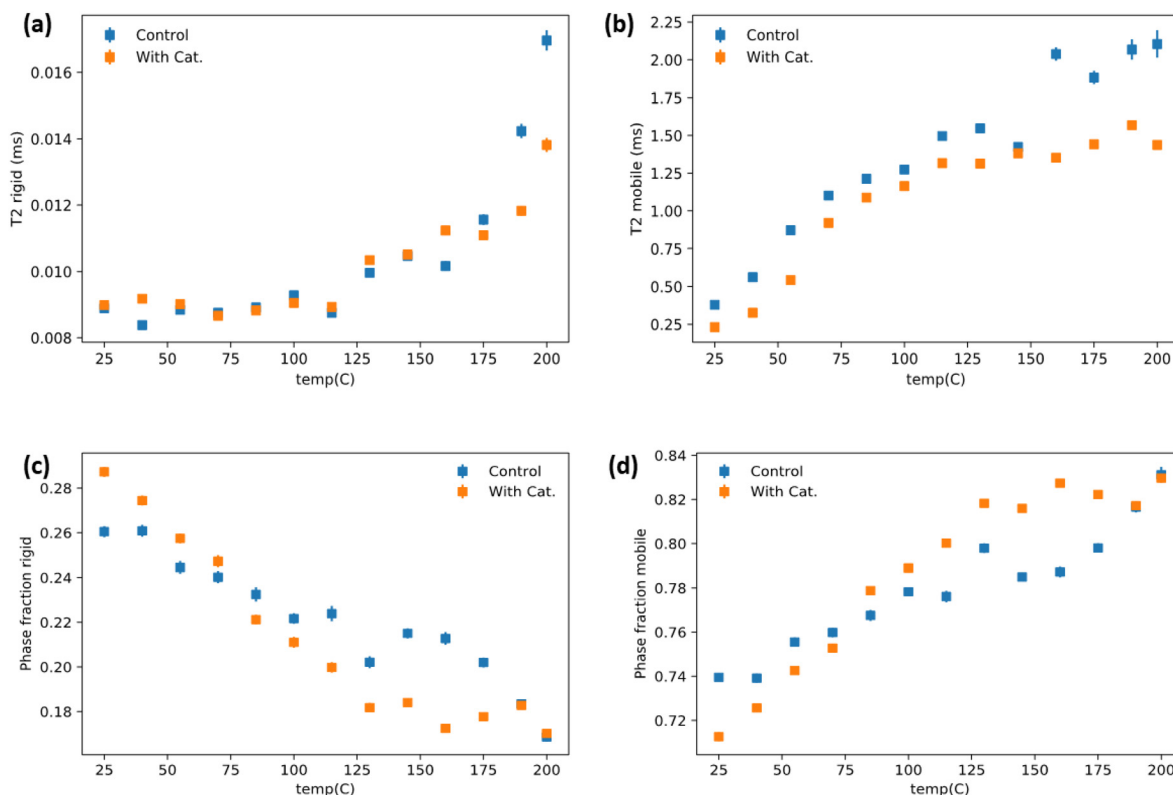 (a)
Control
With Cat.
T2 rigid (ms)
0.016
0.014
0.012
0.010
0.008
25 50 75 100 125 150 175 200
temp(C)
(b)
Control
With Cat.
T2 mobile (ms)
2.25
2.00
1.75
1.50
1.25
1.00
0.75
0.50
0.25
25 50 75 100 125 150 175 200
temp(C)
(c)
Control
With Cat.
Phase fraction rigid
0.28
0.26
0.24
0.22
0.20
0.18
25 50 75 100 125 150 175 200
temp(C)
(d)
Control
With Cat.
Phase fraction mobile
0.84
0.82
0.80
0.78
0.76
0.74
0.72
25 50 75 100 125 150 175 200
temp(C)